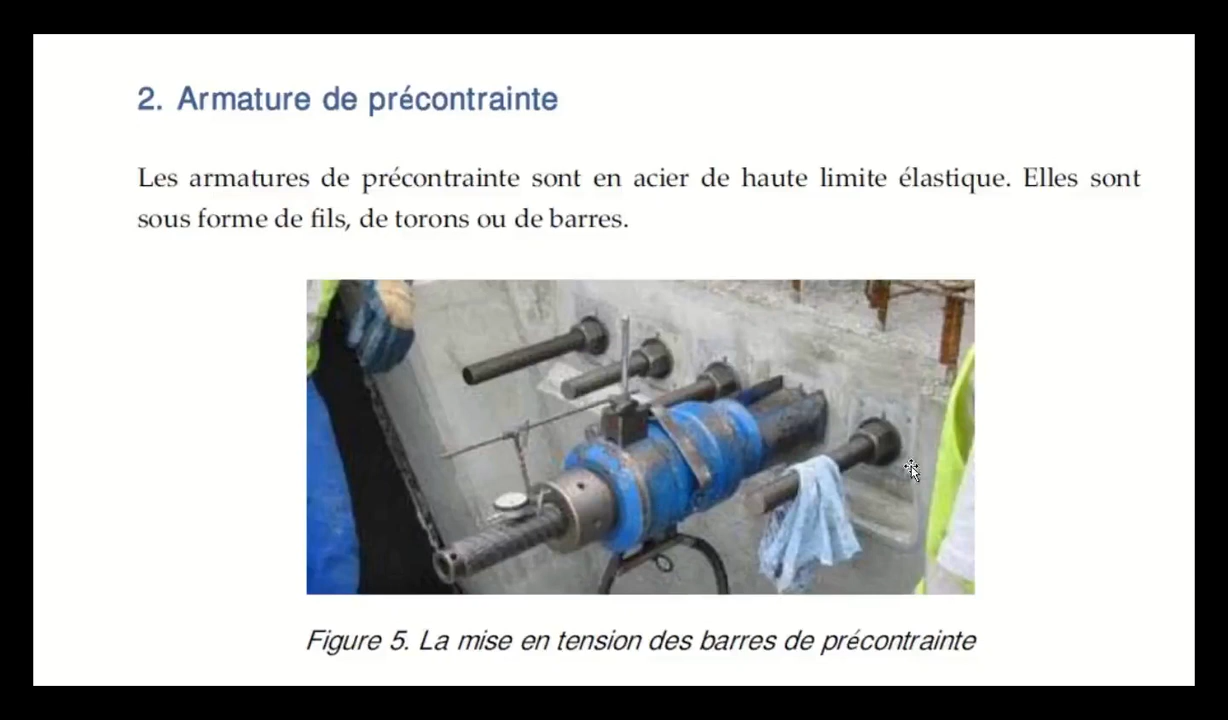 2. Armature de précontrainte
Les armatures de précontrainte sont en acier de haute limite élastique. Elles sont
sous forme de fils, de torons ou de barres.
Figure 5. La mise en tension des barres de précontrainte